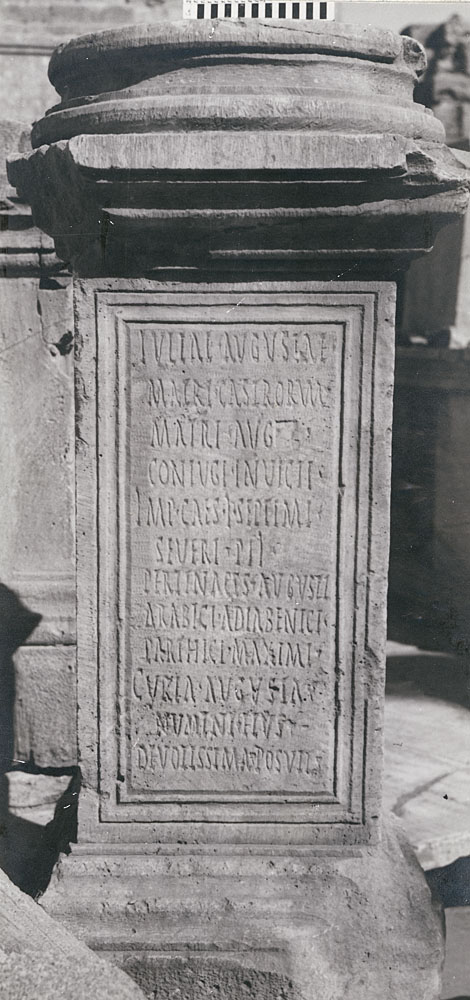 IVLIAE · AVGVSTAE
MATRI · CASTRORVM
MATRI · AVG
CONIVGI · INVICTI
IMP · CAES · L · SEPTIMI
SEVERI · PII
PERTINACIS · AVGVSTI
ARABICI · ADIABENICI
PARTHICI · MAXIMI
CVRIA · AVGVSTA
NVMINI · EIVS
DEVOTISSIMA · POSVIT